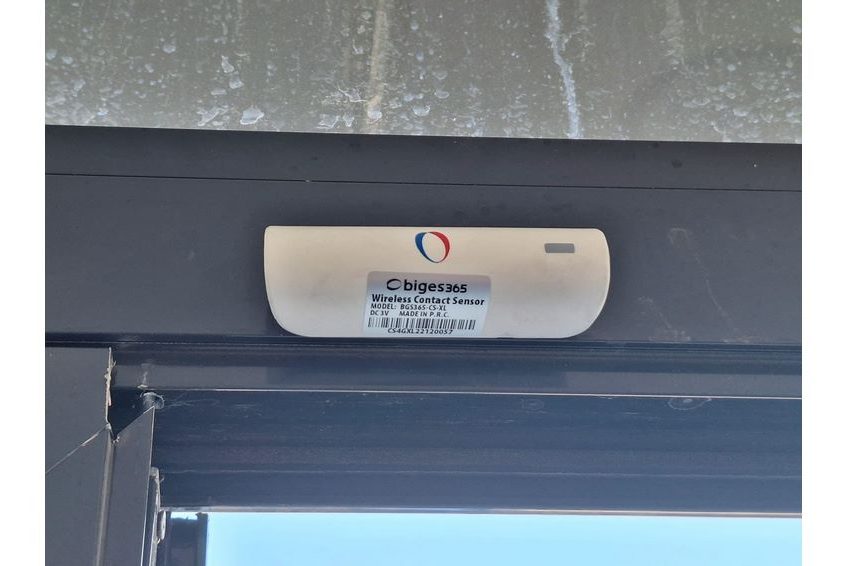 biges365
Wireless Contact Sensor
MODEL: BGS365-CS-XL
DC 3V MADE IN P.R.C.
CS4GXL22120057